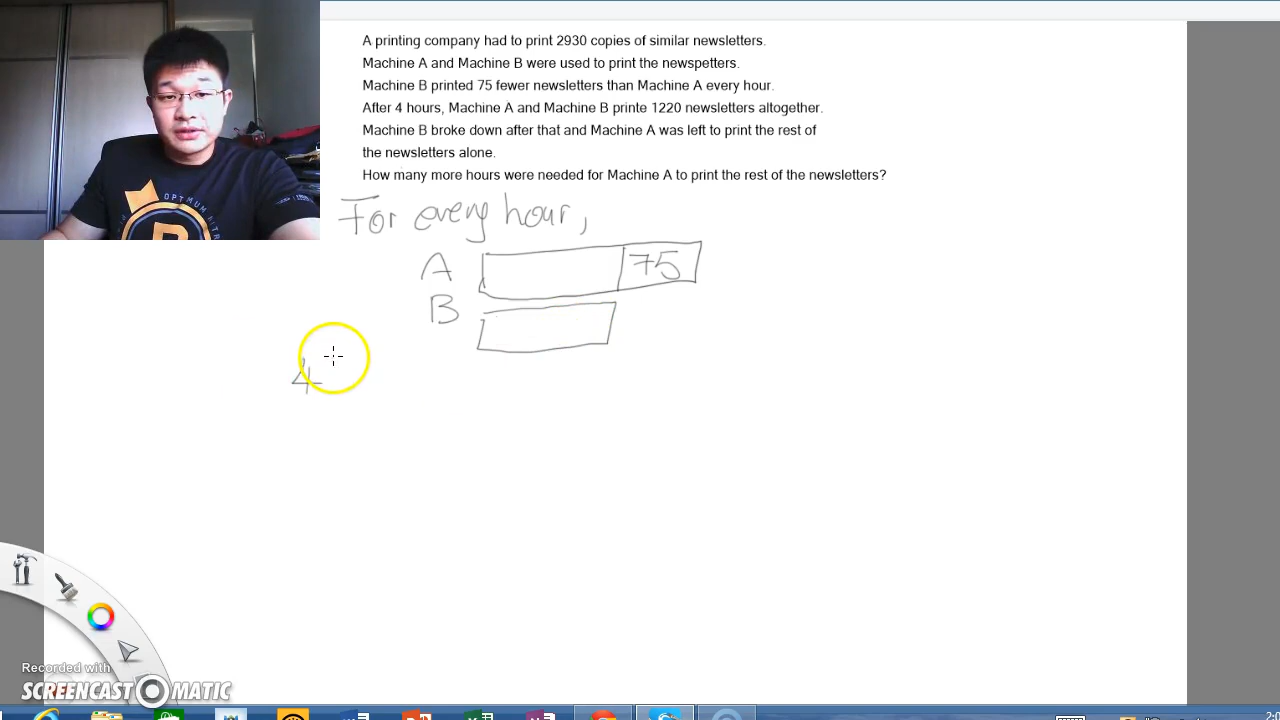 A printing company had to print 2930 copies of similar newsletters.
Machine A and Machine B were used to print the newspetters.
Machine B printed 75 fewer newsletters than Machine A every hour.
After 4 hours, Machine A and Machine B printe 1220 newsletters altogether.
Machine B broke down after that and Machine A was left to print the rest of
the newsletters alone.
How many more hours were needed for Machine A to print the rest of the newsletters?
For every hour,
A 75
B
4
OPTIMUM
Recorded with
SCREENCAST MATIC